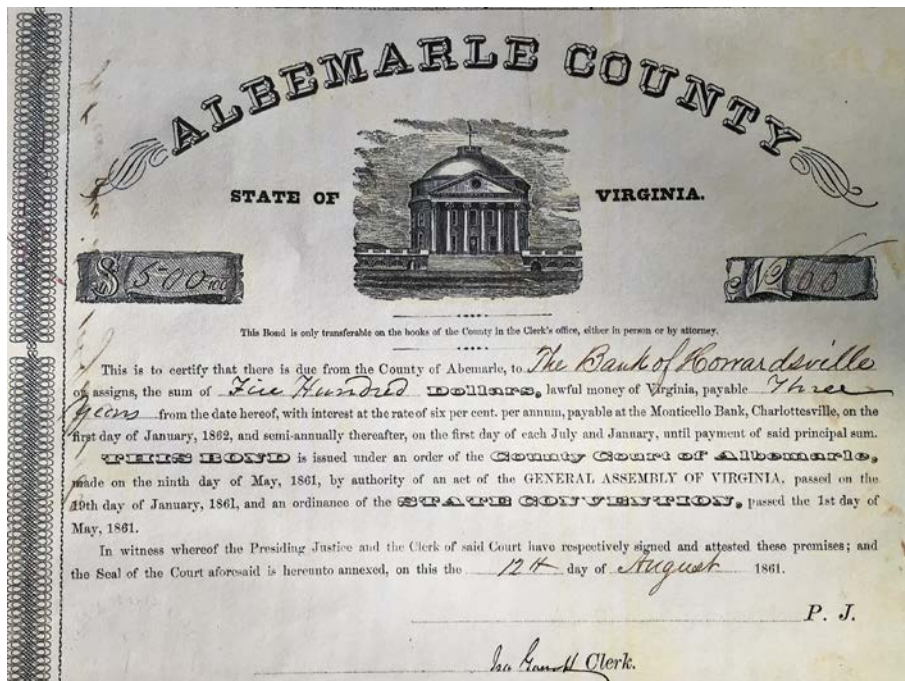 ALBEMARLE COUNTY
STATE OF VIRGINIA.
$ 500 /100
No 60
This Bond is only transferable on the books of the County in the Clerk's office, either in person or by attorney.
This is to certify that there is due from the County of Abemarle, to The Bank of Howardsville
or assigns, the sum of Five Hundred Dollars, lawful money of Virginia, payable Three
years from the date hereof, with interest at the rate of six per cent. per annum, payable at the Monticello Bank, Charlottesville, on the
first day of January, 1862, and semi-annually thereafter, on the first day of each July and January, until payment of said principal sum.
THIS BOND is issued under an order of the County Court of Albemarle,
made on the ninth day of May, 1861, by authority of an act of the GENERAL ASSEMBLY OF VIRGINIA, passed on the
19th day of January, 1861, and an ordinance of the STATE CONVENTION, passed the 1st day of
May, 1861.
In witness whereof the Presiding Justice and the Clerk of said Court have respectively signed and attested these premises; and
the Seal of the Court aforesaid is hereunto annexed, on this the 12th day of August 1861.
P. J.
Clerk.